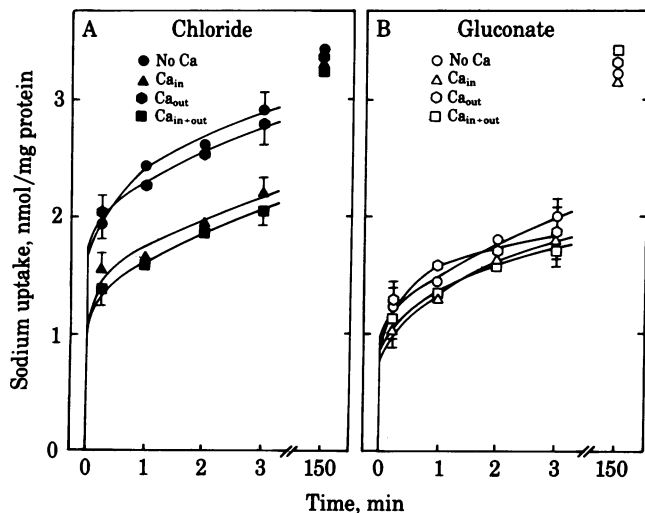 A Chloride
No Ca
Ca_in
Ca_out
Ca_in+out
B Gluconate
No Ca
Ca_in
Ca_out
Ca_in+out
Sodium uptake, nmol/mg protein
3
2
1
0
0 1 2 3 150
0 1 2 3 150
Time, min